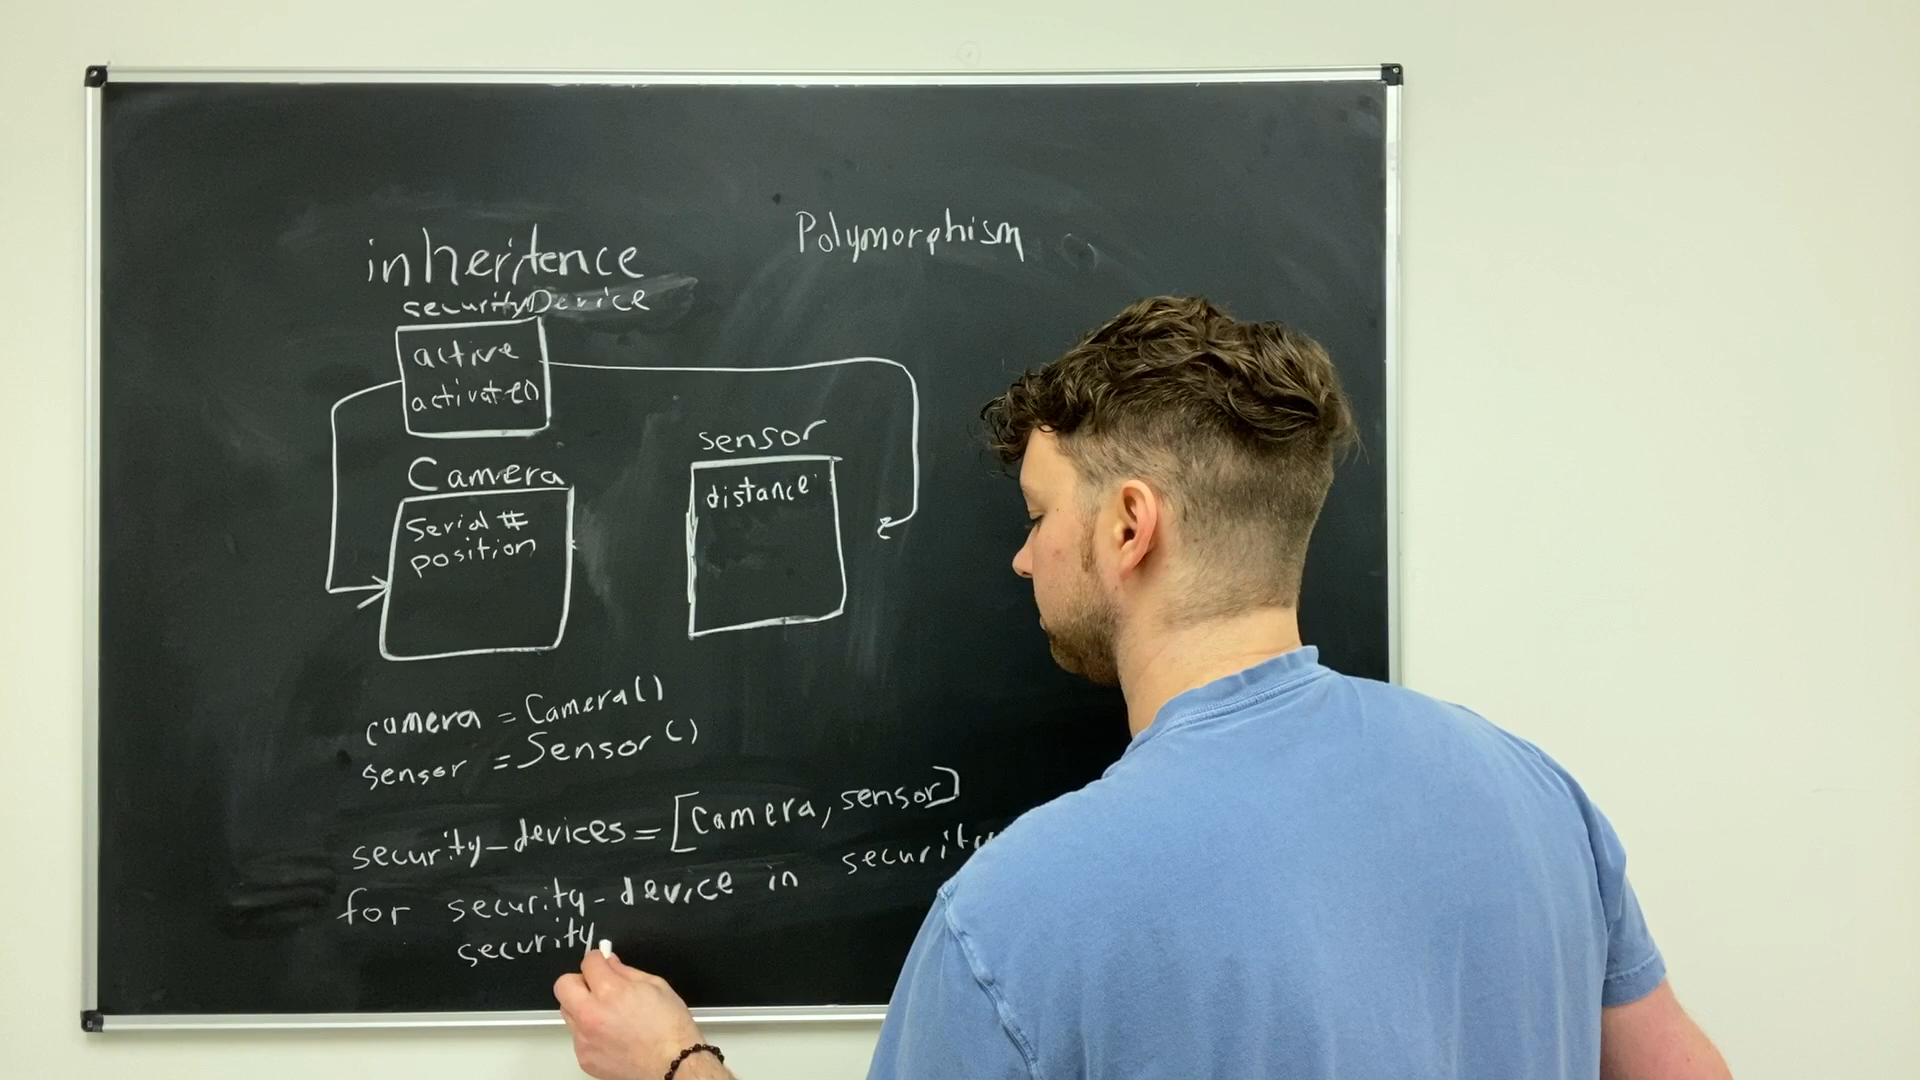 inheritence
Polymorphism
securityDevice
active
activate()
Camera
Serial #
position
sensor
distance
camera = Camera()
sensor = Sensor()
security_devices = [Camera, sensor]
for security_device in security
security